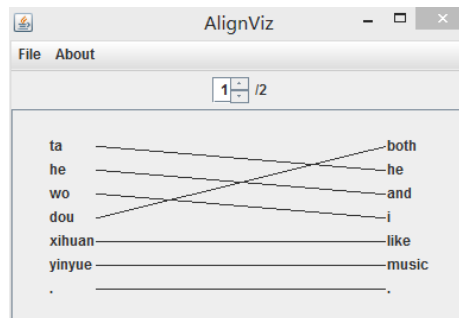 AlignViz
File About
1 /2
ta both
he he
wo and
dou i
xihuan like
yinyue music
. .